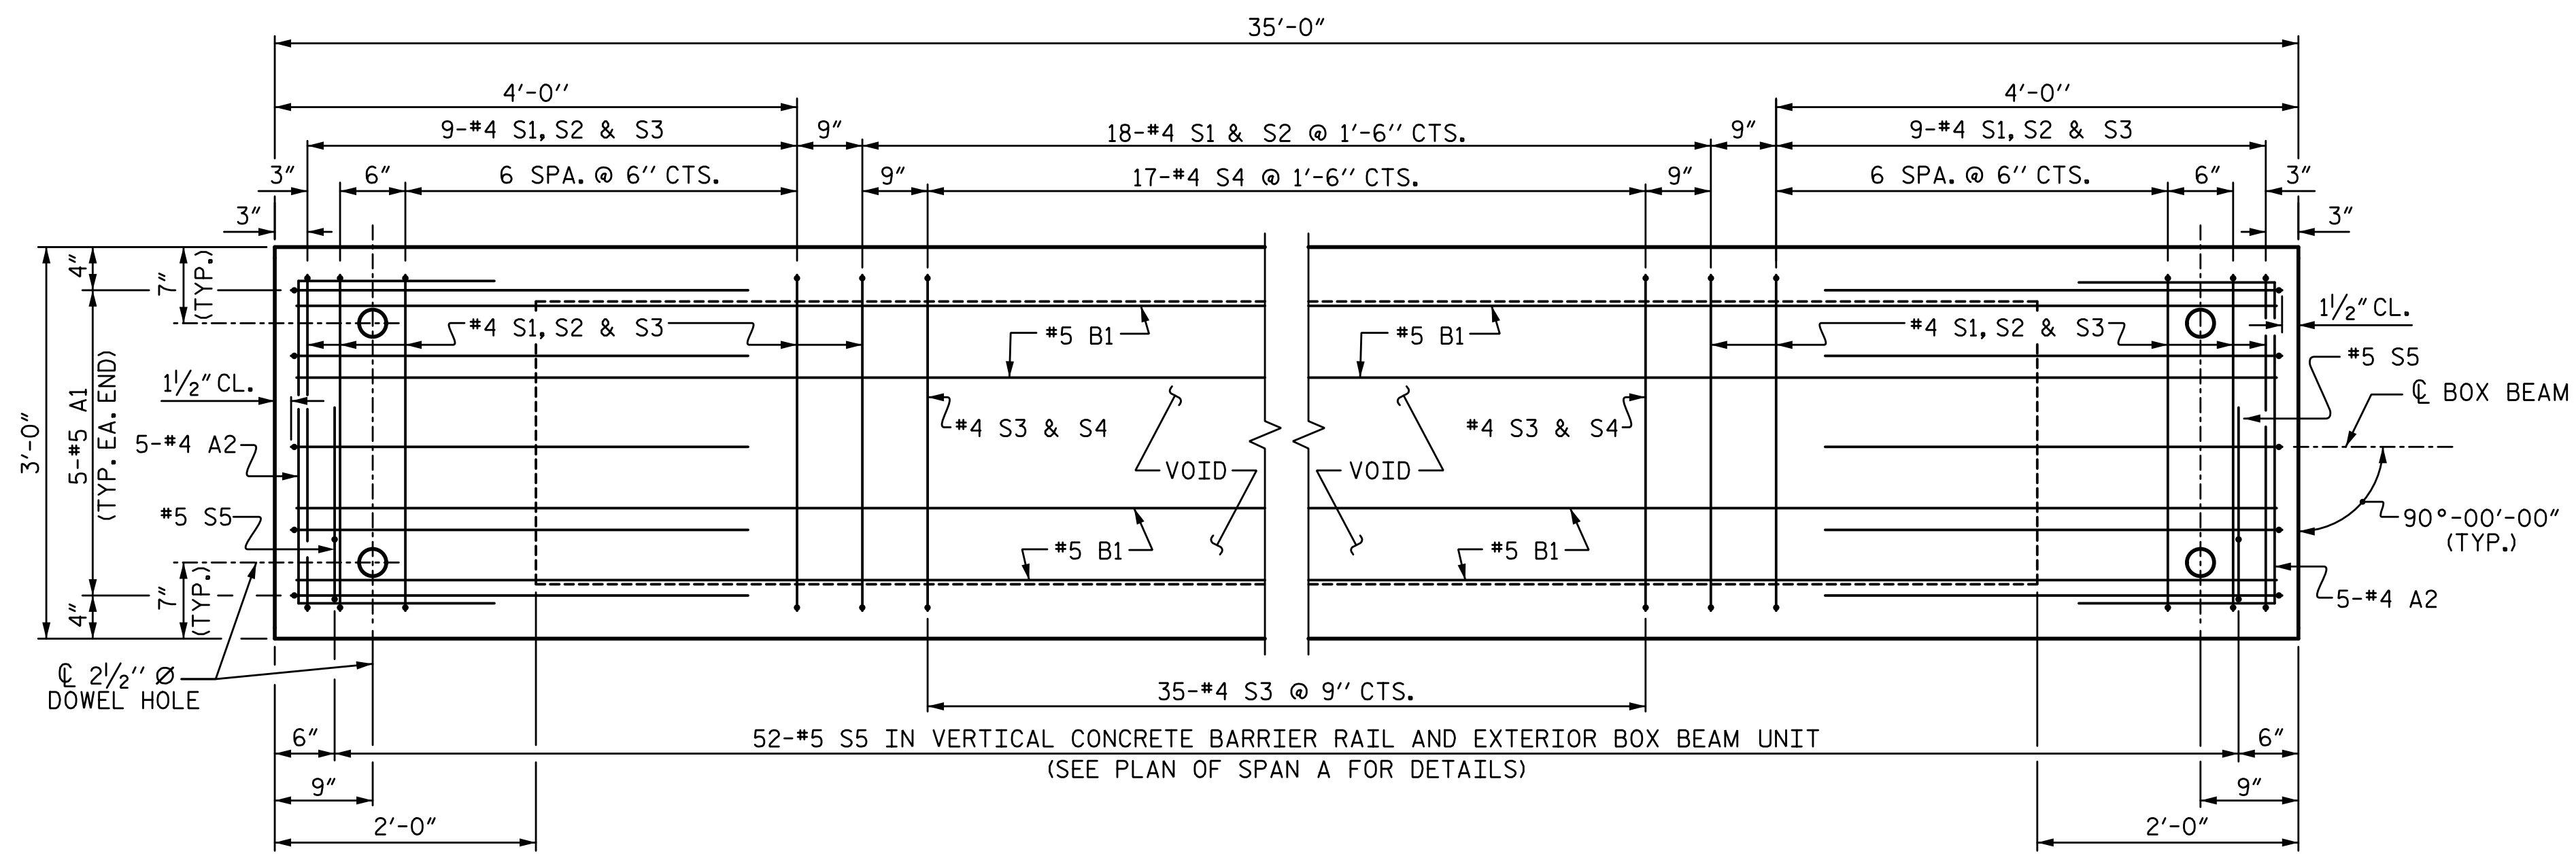 35'-0"
4'-0''
4'-0''
9-#4 S1, S2 & S3
9"
18-#4 S1 & S2 @ 1'-6'' CTS.
9"
9-#4 S1, S2 & S3
3"
6"
6 SPA. @ 6'' CTS.
9"
17-#4 S4 @ 1'-6'' CTS.
9"
6 SPA. @ 6'' CTS.
6"
3"
3"
3"
4"
7"
(TYP.)
#4 S1, S2 & S3
#5 B1
#5 B1
#4 S1, S2 & S3
1½" CL.
#5 S5
3'-0"
5-#5 A1
(TYP. EA. END)
1½" CL.
℄ BOX BEAM
5-#4 A2
#4 S3 & S4
#4 S3 & S4
VOID
VOID
#5 S5
90°-00'-00"
(TYP.)
#5 B1
#5 B1
4"
7"
(TYP.)
5-#4 A2
℄ 2½'' Ø
DOWEL HOLE
35-#4 S3 @ 9'' CTS.
6"
52-#5 S5 IN VERTICAL CONCRETE BARRIER RAIL AND EXTERIOR BOX BEAM UNIT
6"
(SEE PLAN OF SPAN A FOR DETAILS)
9"
9"
2'-0"
2'-0"